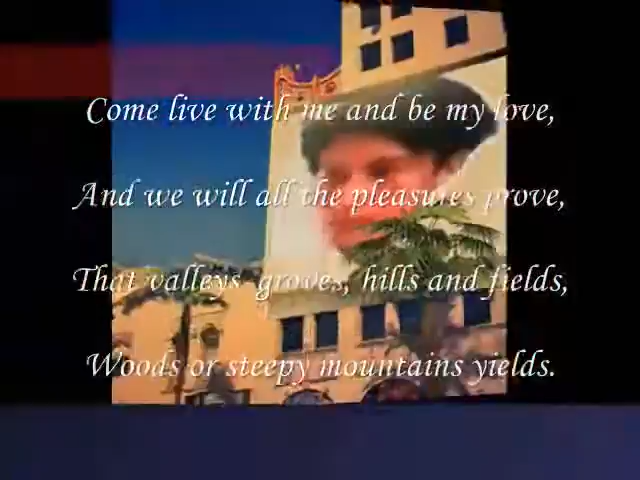 Come live with me and be my love,
And we will all the pleasures prove,
That valleys, groves, hills and fields,
Woods or steepy mountains yields.